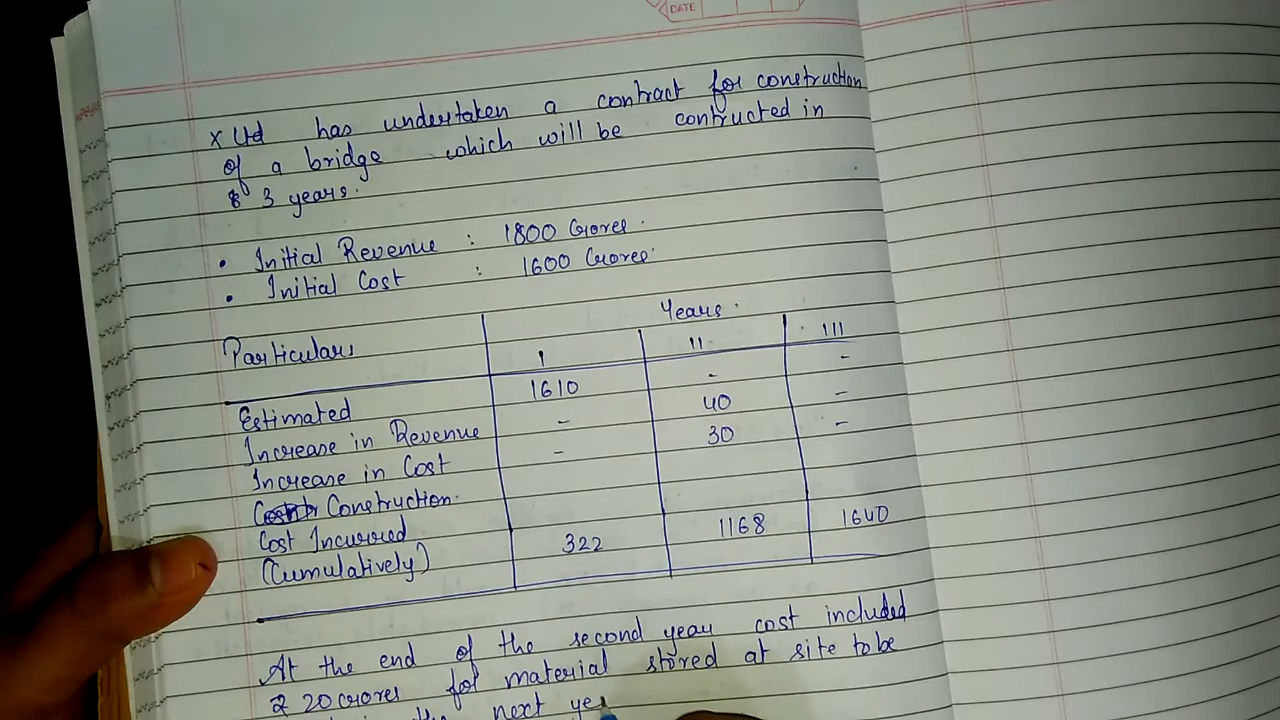 DATE
X Ltd has undertaken a contract for construction
of a bridge which will be contructed in
3 years.
• Initial Revenue : 1800 Crores.
• Initial Cost : 1600 Crores.
Particulars Years.
I II III
Estimated 1610 - -
Increase in Revenue - 40 -
Increase in Cost - 30 -
Construction.
Cost Incurred 322 1168 1640
(Cumulatively)
At the end of the second year cost included
₹ 20 crores for material stored at site to be
next ye